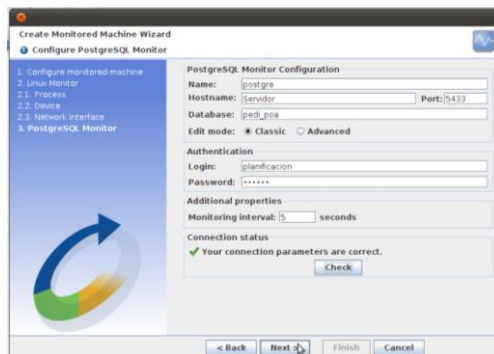 Create Monitored Machine Wizard
Configure PostgreSQL Monitor
1. Configure monitored machine
2. Linux Monitor
2.1. Process
2.2. Device
2.3. Network interface
3. PostgreSQL Monitor
PostgreSQL Monitor Configuration
Name: postgre
Hostname: Servidor Port: 5433
Database: pedi_poa
Edit mode: Classic Advanced
Authentication
Login: planificacion
Password: ••••••
Additional properties
Monitoring interval: 5 seconds
Connection status
Your connection parameters are correct.
Check
< Back Next > Finish Cancel